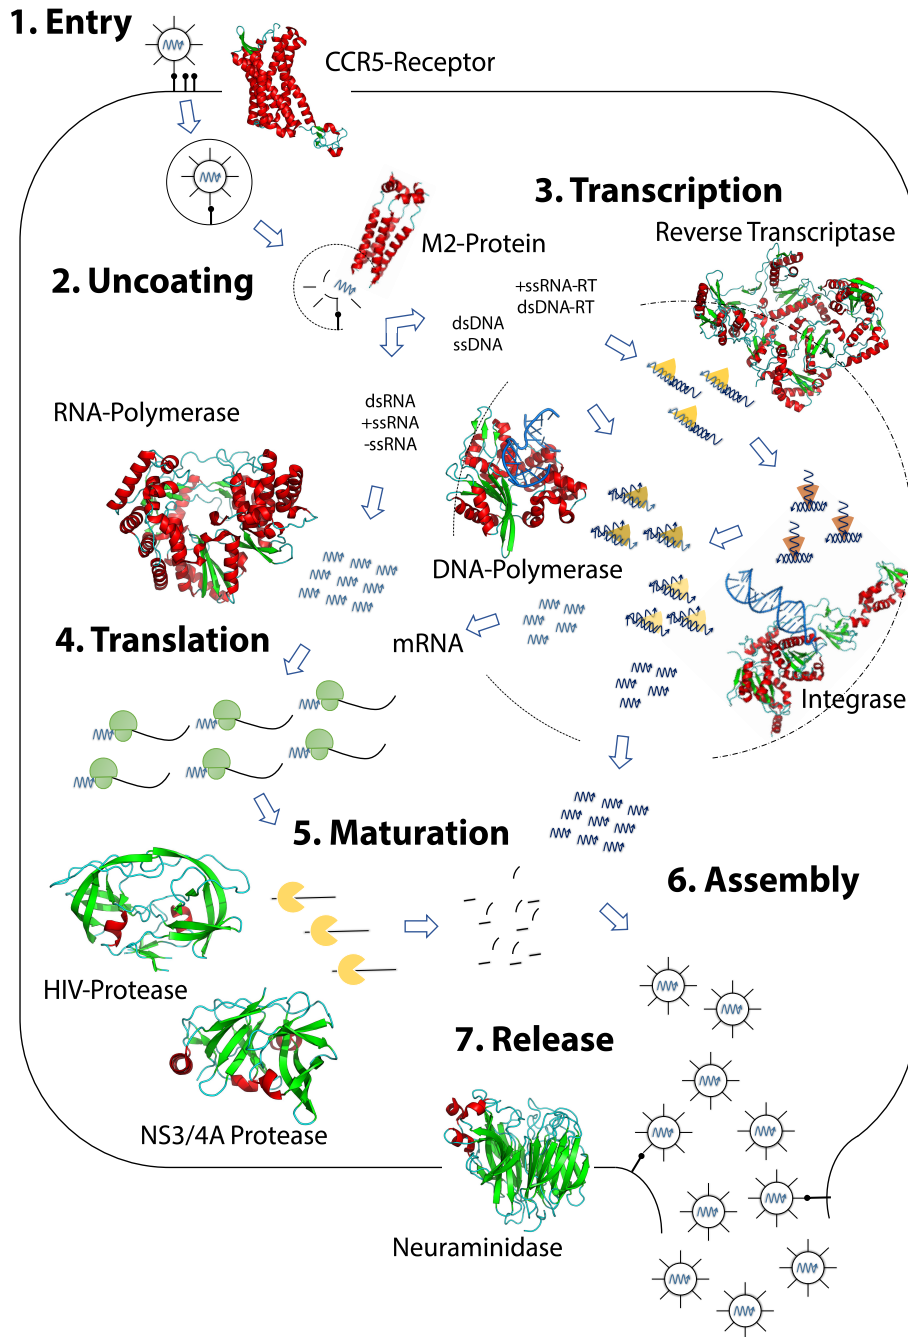 1. Entry
CCR5-Receptor
3. Transcription
Reverse Transcriptase
M2-Protein
2. Uncoating
+ssRNA-RT
dsDNA-RT
dsDNA
ssDNA
dsRNA
+ssRNA
-ssRNA
RNA-Polymerase
DNA-Polymerase
4. Translation
mRNA
Integrase
5. Maturation
6. Assembly
HIV-Protease
7. Release
NS3/4A Protease
Neuraminidase